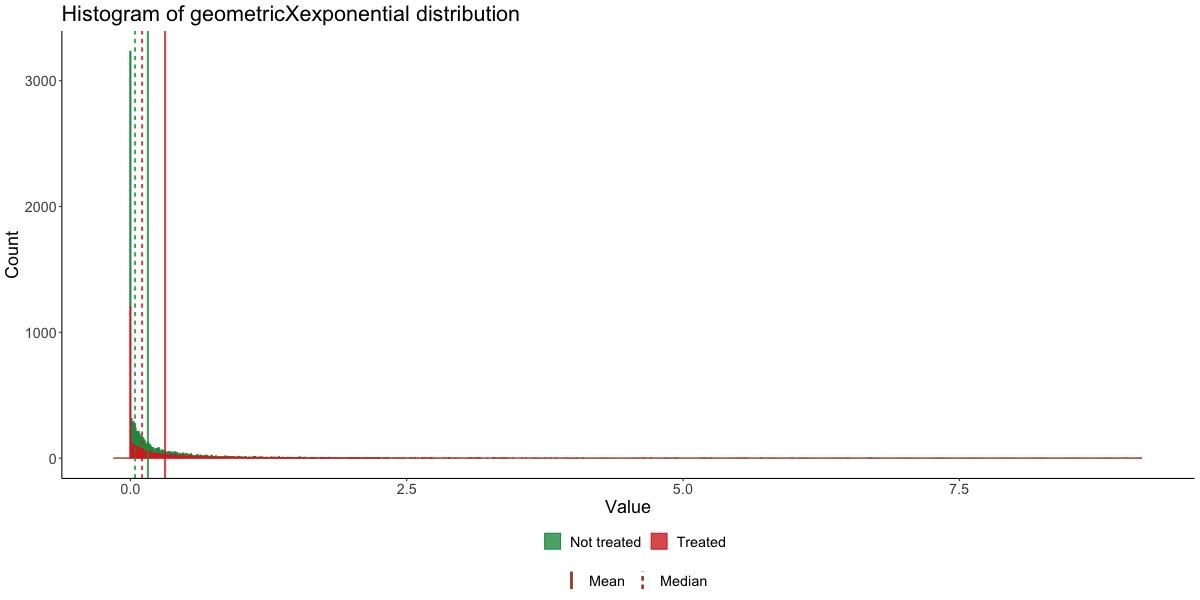 Histogram of geometricXexponential distribution
Count
3000
2000
1000
0
0.0 2.5 5.0 7.5
Value
Not treated Treated
Mean Median